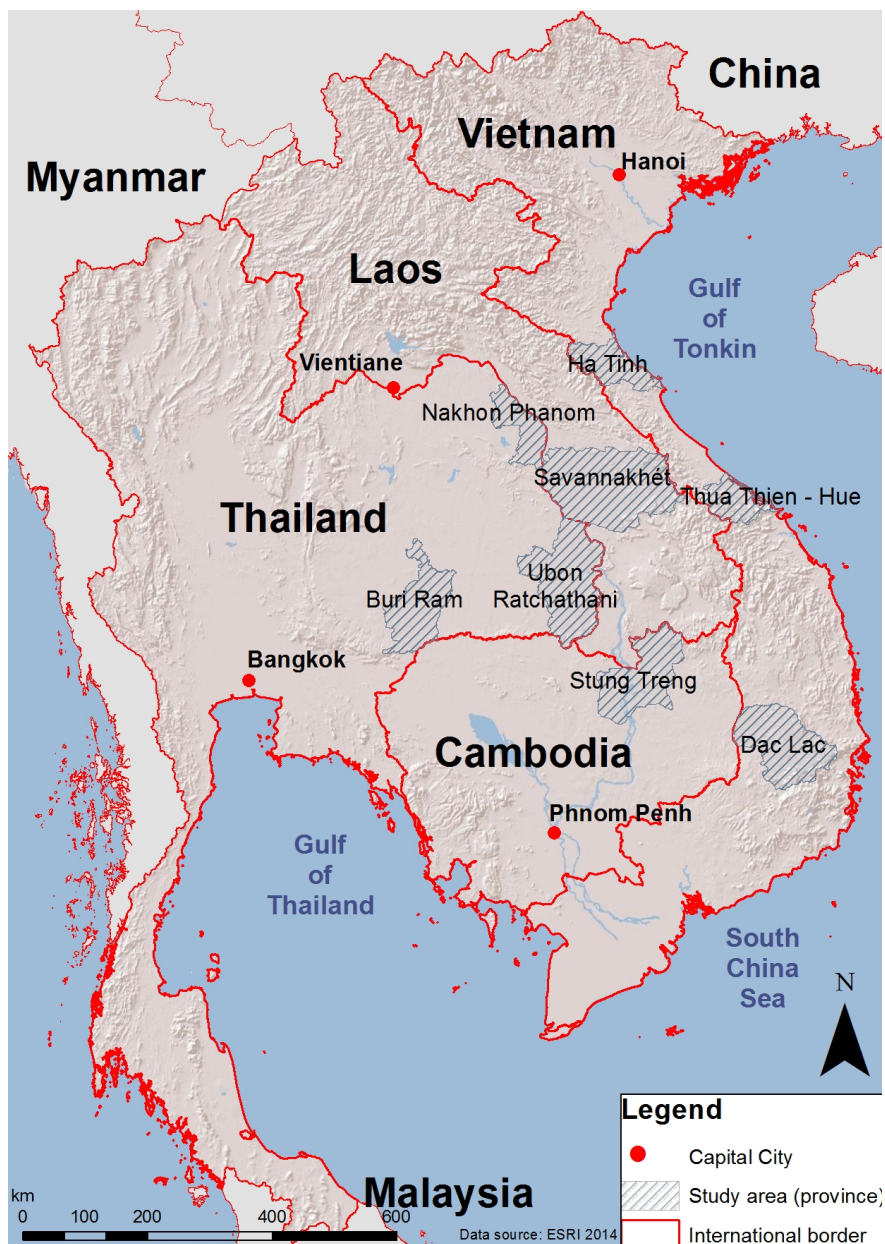 China
Vietnam
Hanoi
Myanmar
Laos
Gulf
of
Tonkin
Vientiane
Ha Tinh
Nakhon Phanom
Savannakhét
Thua Thien - Hue
Thailand
Ubon
Ratchathani
Buri Ram
Bangkok
Stung Treng
Cambodia
Dac Lac
Phnom Penh
Gulf
of
Thailand
South
China
Sea
N
Legend
Capital City
Study area (province)
International border
Malaysia
km
0 100 200 400 600
Data source: ESRI 2014